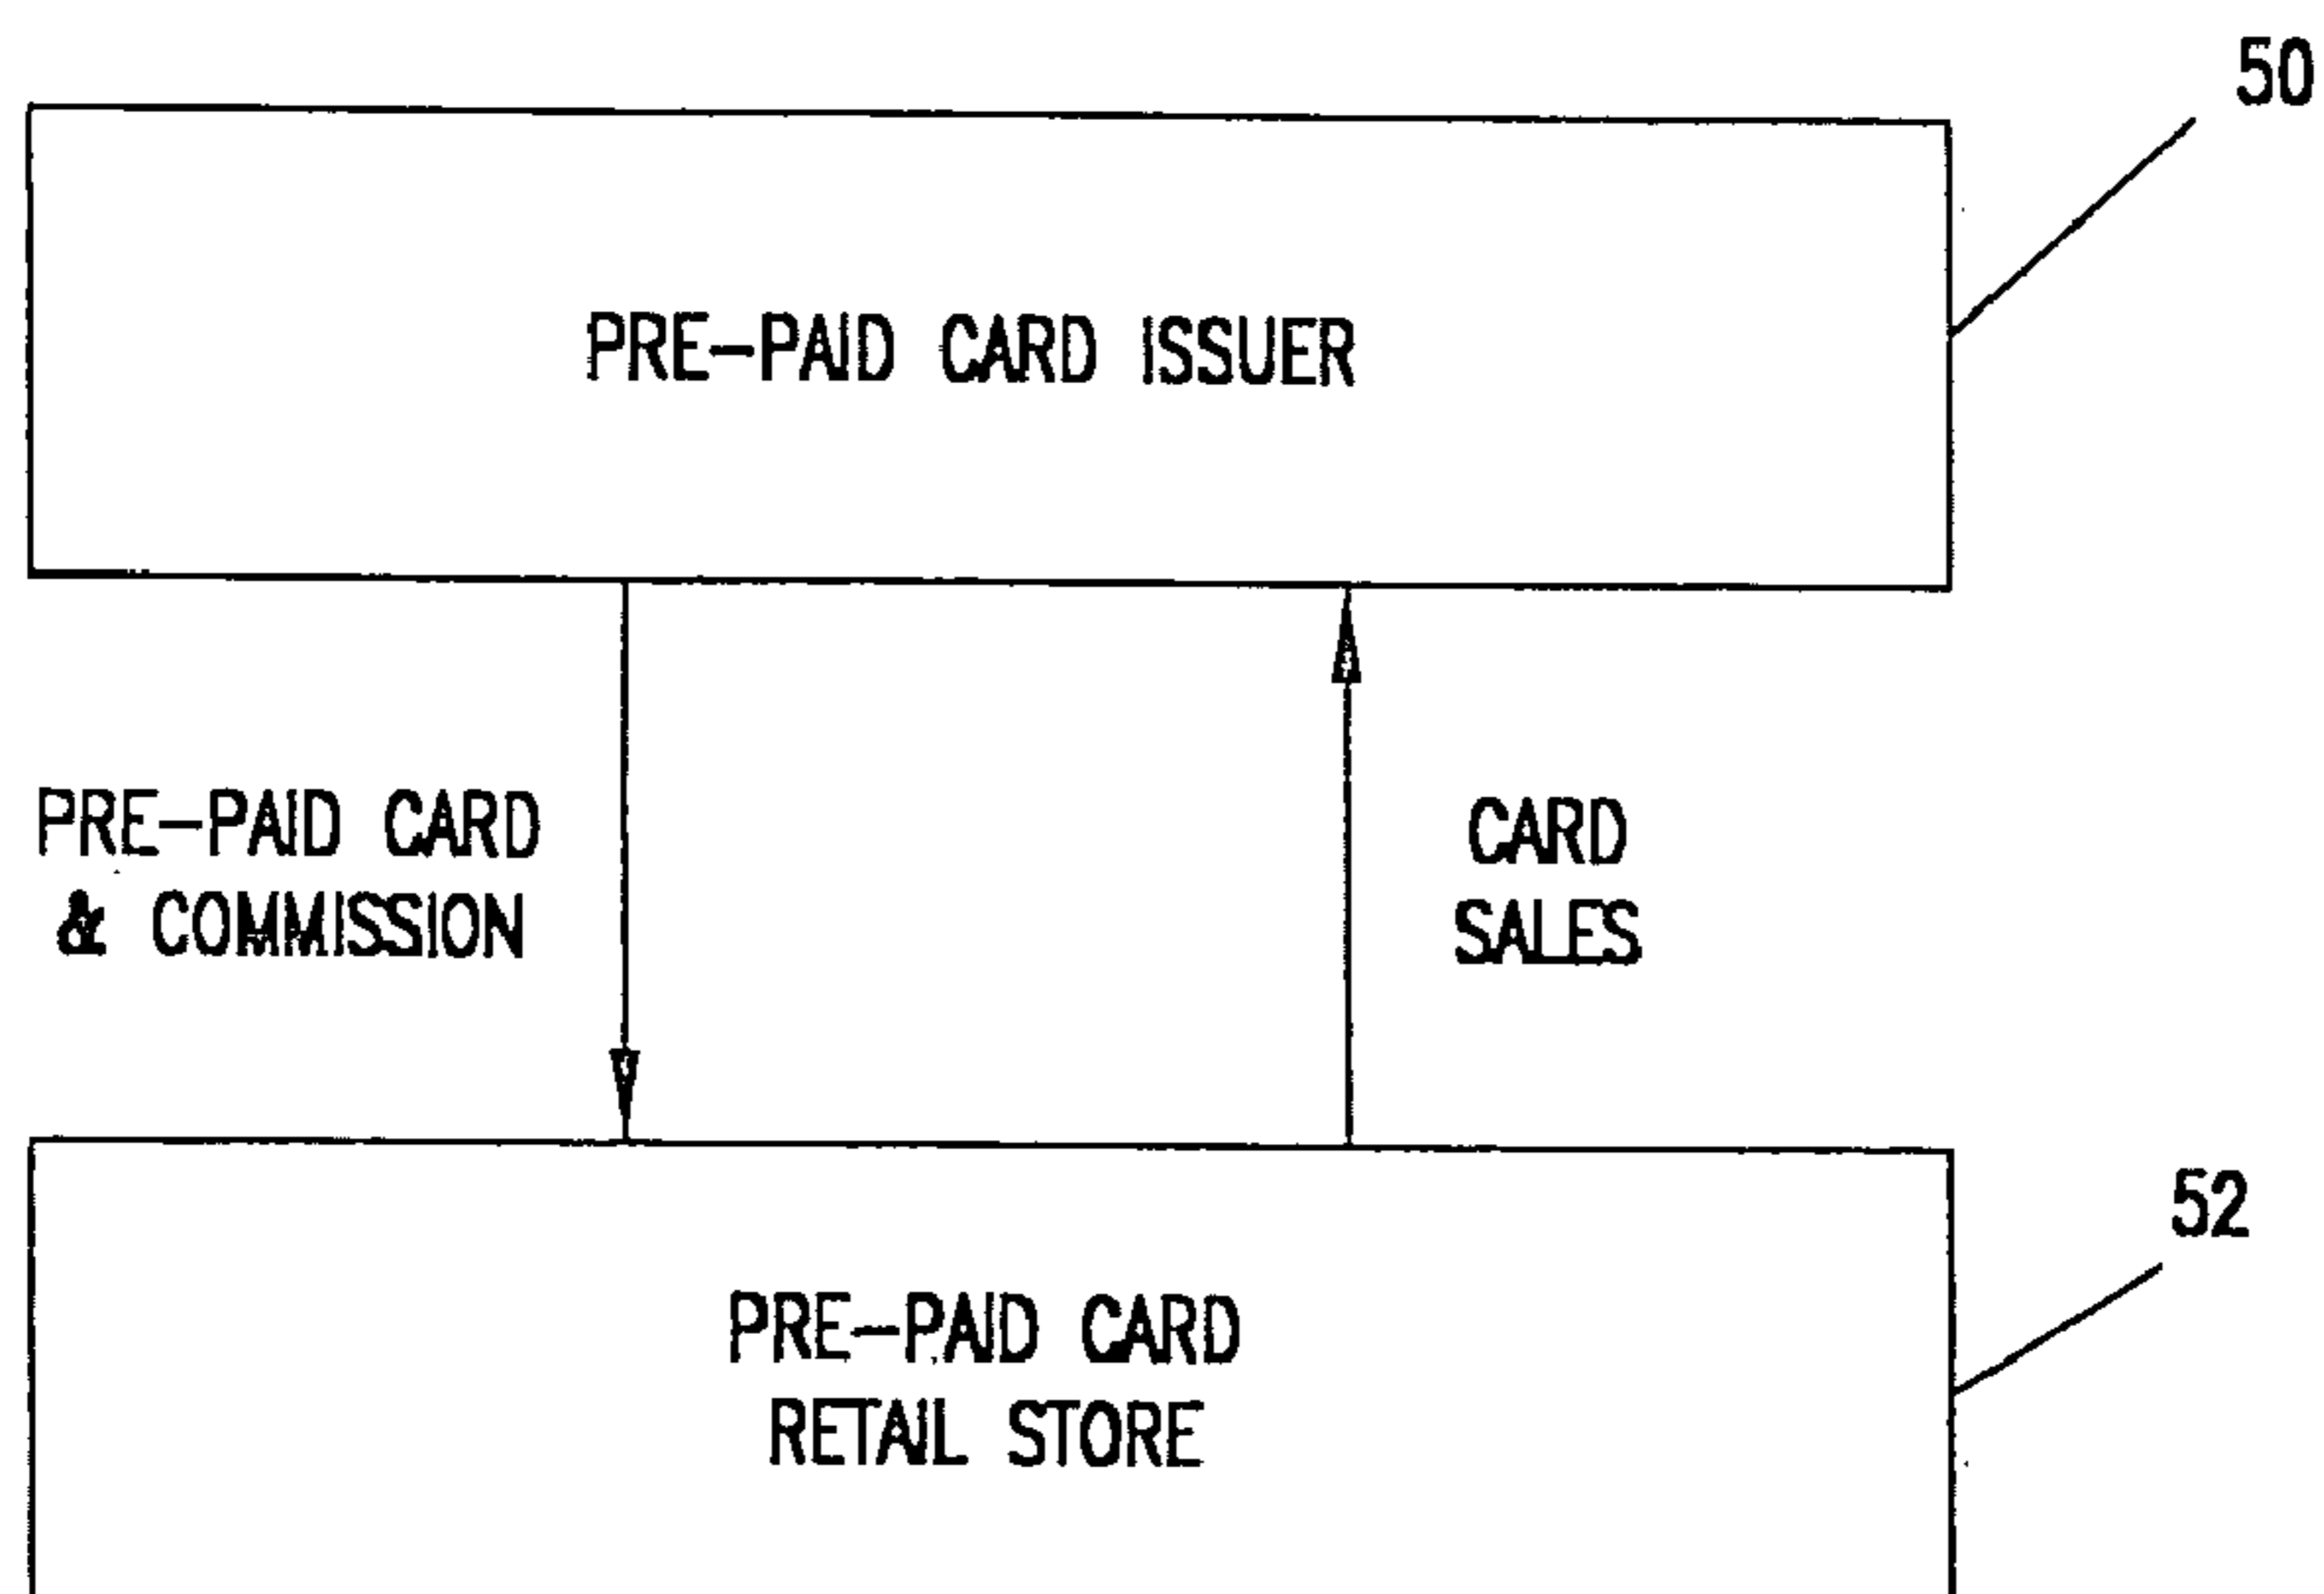 50
PRE-PAID CARD ISSUER
PRE-PAID CARD
& COMMISSION
CARD
SALES
52
PRE-PAID CARD
RETAIL STORE